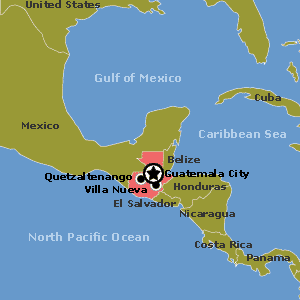 United States
Gulf of Mexico
Cuba
Mexico
Caribbean Sea
Belize
Quetzaltenango
Guatemala City
Villa Nueva
Honduras
El Salvador
Nicaragua
North Pacific Ocean
Costa Rica
Panama